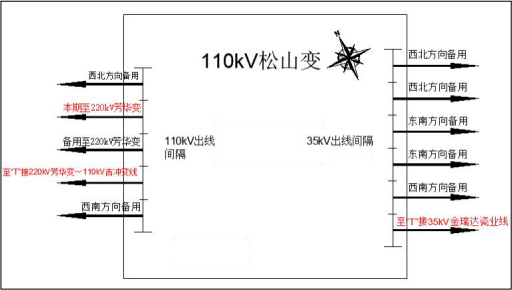 N
110kV松山变
西北方向备用
本期至220kV芳华变
备用至220kV芳华变
至"T"接220kV芳华变～110kV吉冲变线
西南方向备用
110kV出线
间隔
35kV出线间隔
西北方向备用
西北方向备用
东南方向备用
东南方向备用
西南方向备用
至"T"接35kV金瑞达瓷业线